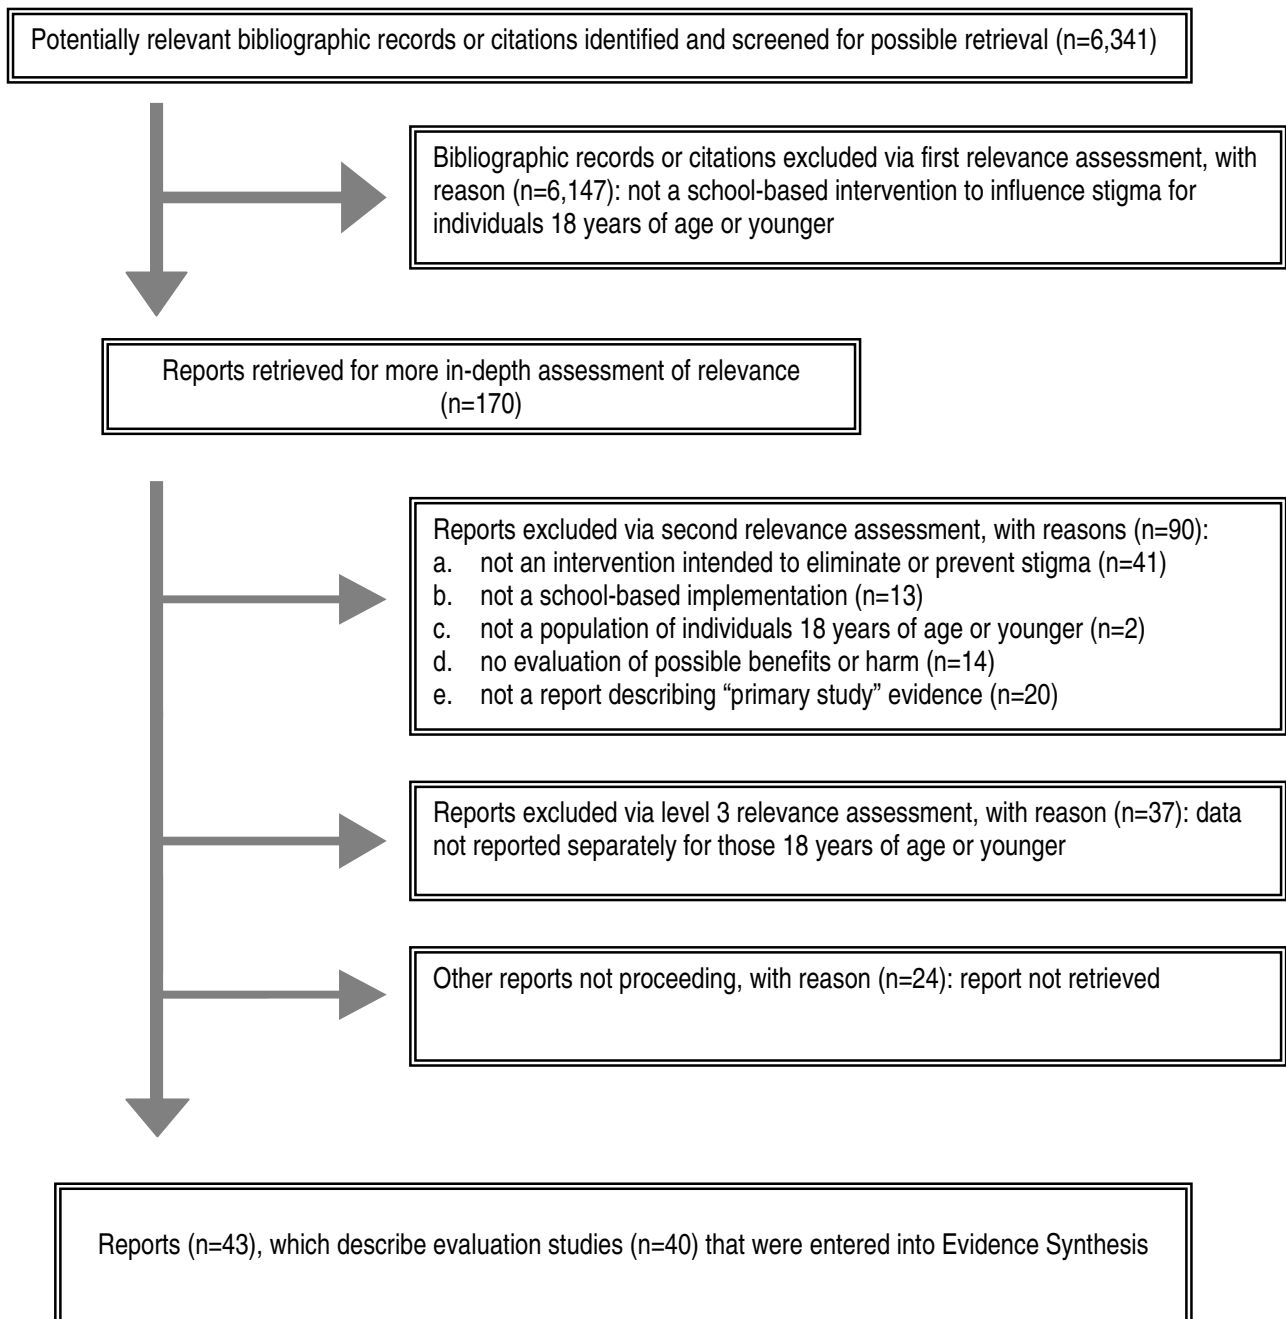 Potentially relevant bibliographic records or citations identified and screened for possible retrieval (n=6,341)
Bibliographic records or citations excluded via first relevance assessment, with
reason (n=6,147): not a school-based intervention to influence stigma for
individuals 18 years of age or younger
Reports retrieved for more in-depth assessment of relevance
(n=170)
Reports excluded via second relevance assessment, with reasons (n=90):
a. not an intervention intended to eliminate or prevent stigma (n=41)
b. not a school-based implementation (n=13)
c. not a population of individuals 18 years of age or younger (n=2)
d. no evaluation of possible benefits or harm (n=14)
e. not a report describing “primary study” evidence (n=20)
Reports excluded via level 3 relevance assessment, with reason (n=37): data
not reported separately for those 18 years of age or younger
Other reports not proceeding, with reason (n=24): report not retrieved
Reports (n=43), which describe evaluation studies (n=40) that were entered into Evidence Synthesis